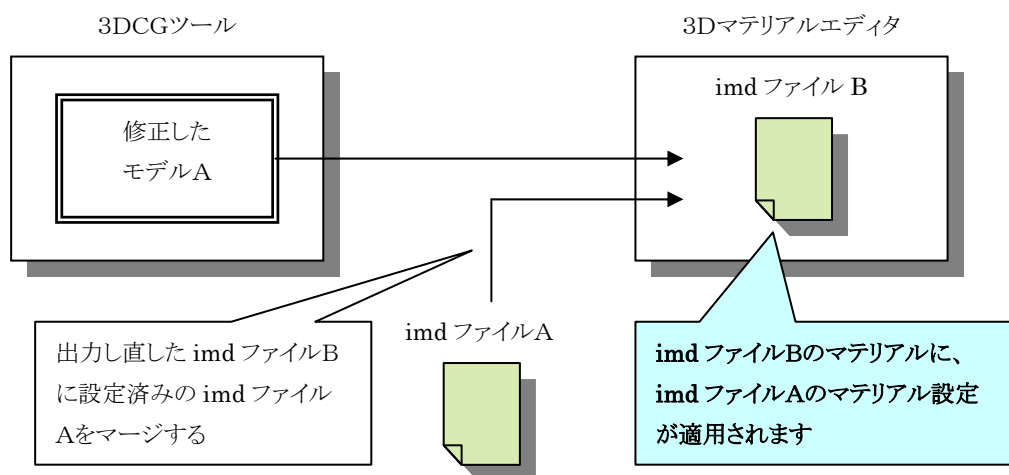 3DCGツール
3Dマテリアルエディタ
修正した
モデルA
imd ファイル B
imd ファイルA
出力し直した imd ファイルB
に設定済みの imd ファイル
Aをマージする
imd ファイルBのマテリアルに、
imd ファイルAのマテリアル設定
が適用されます